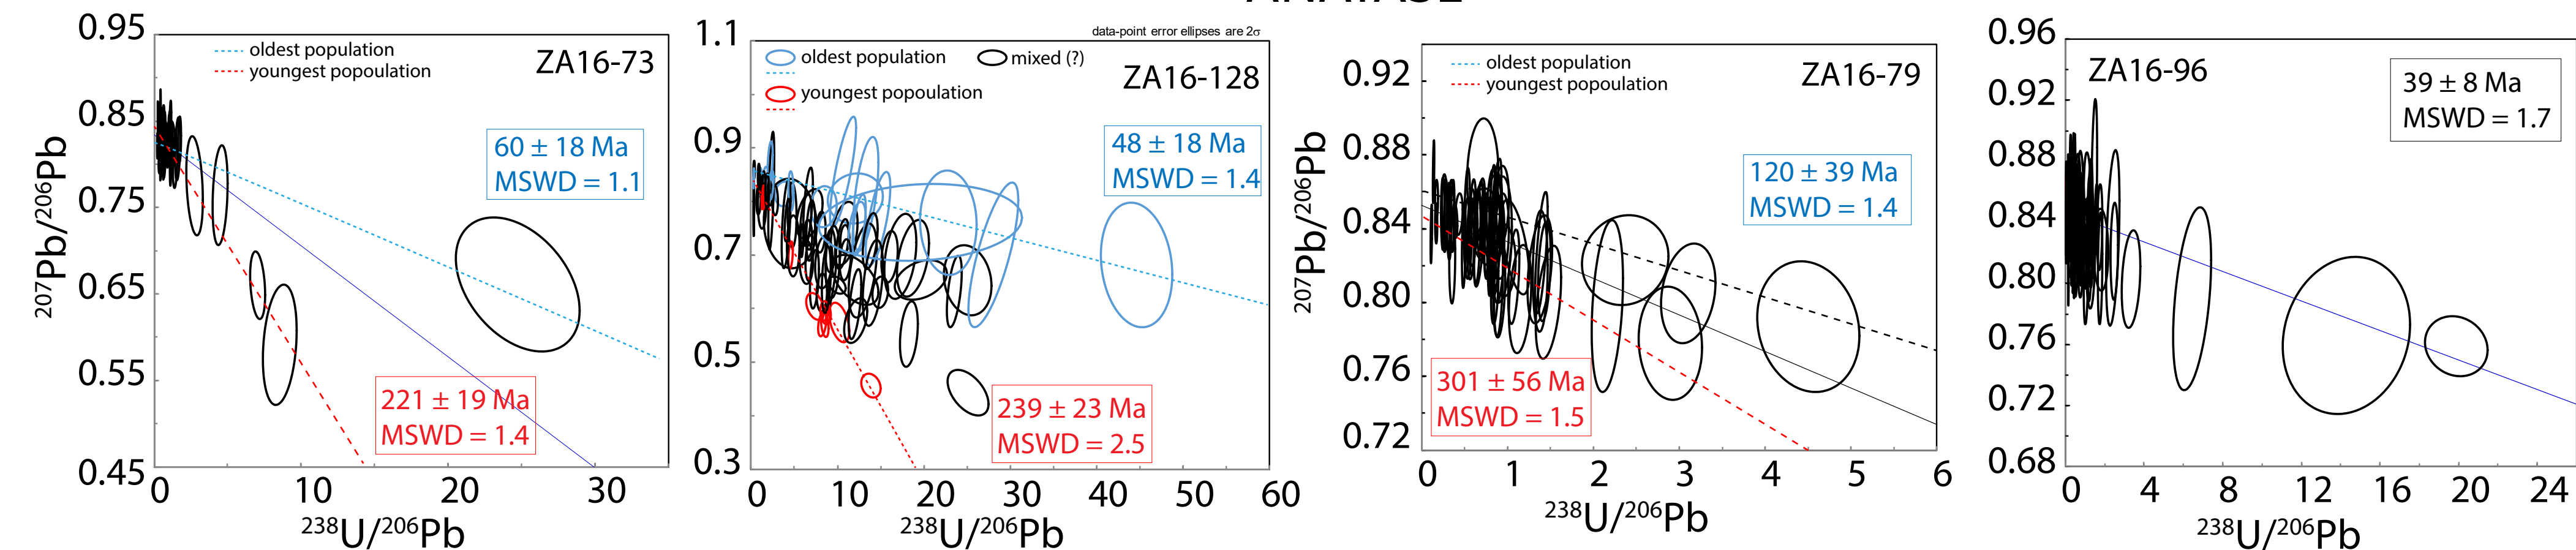 0.95
0.85
0.75
0.65
0.55
0.45
207Pb/206Pb
oldest population
youngest popoulation
ZA16-73
60 ± 18 Ma
MSWD = 1.1
221 ± 19 Ma
MSWD = 1.4
0 10 20 30
238U/206Pb
1.1
0.9
0.7
0.5
0.3
data-point error ellipses are 2σ
oldest population
mixed (?)
youngest popoulation
ZA16-128
48 ± 18 Ma
MSWD = 1.4
239 ± 23 Ma
MSWD = 2.5
0 10 20 30 40 50 60
238U/206Pb
0.92
0.88
0.84
0.80
0.76
0.72
207Pb/206Pb
oldest population
youngest popoulation
ZA16-79
120 ± 39 Ma
MSWD = 1.4
301 ± 56 Ma
MSWD = 1.5
0 1 2 3 4 5 6
238U/206Pb
0.96
0.92
0.88
0.84
0.80
0.76
0.72
0.68
ZA16-96
39 ± 8 Ma
MSWD = 1.7
0 4 8 12 16 20 24
238U/206Pb